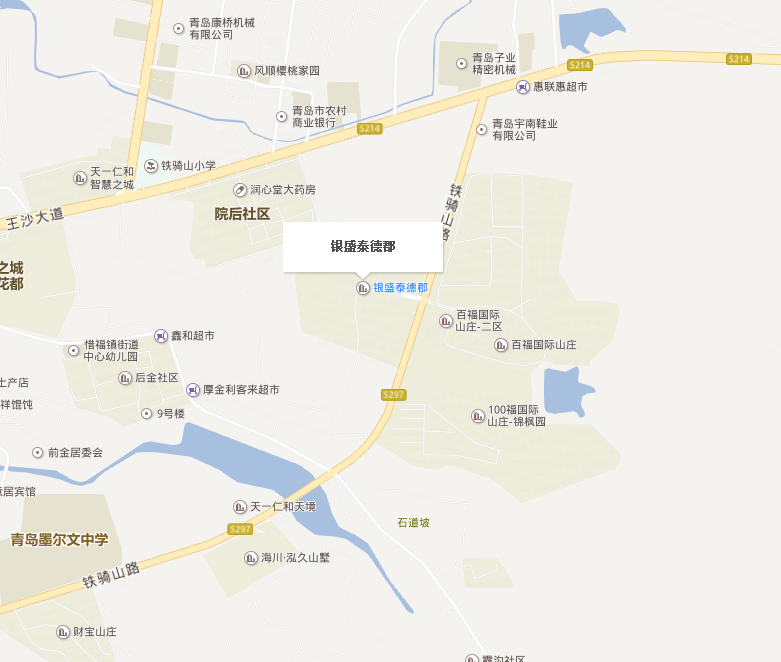 青岛康桥机械
有限公司
风顺樱桃家园
青岛子业
精密机械
S214
S214
惠联惠超市
青岛市农村
商业银行
S214
青岛宇南鞋业
有限公司
铁骑山小学
天一仁和
智慧之城
润心堂大药房
铁骑山路
王沙大道
院后社区
银盛泰德郡
之城
花都
银盛泰德郡
百福国际
山庄-二区
鑫和超市
惜福镇街道
中心幼儿园
百福国际山庄
后金社区
土产店
厚金利客来超市
S297
祥馄饨
9号楼
100福国际
山庄-锦枫园
前金居委会
居宾馆
天一仁和天境
石道坡
S297
青岛墨尔文中学
海川·泓久山墅
铁骑山路
财宝山庄
霞沟社区